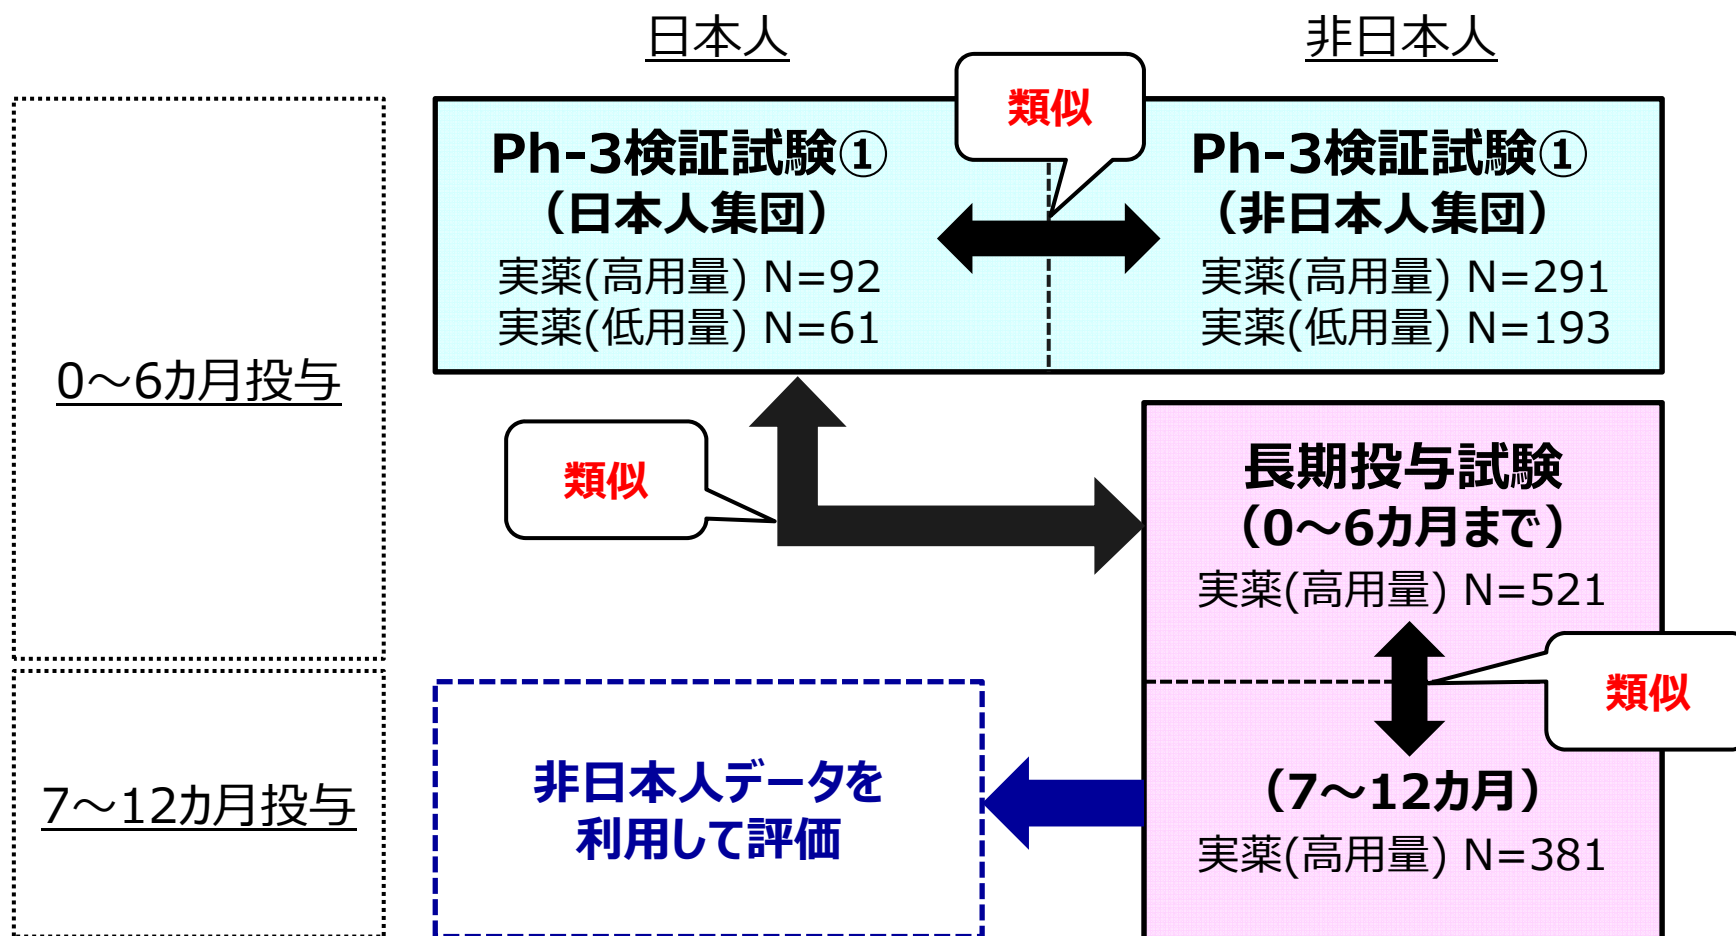 日本人
非日本人
類似
Ph-3検証試験①
（日本人集団）
実薬(高用量) N=92
実薬(低用量) N=61
Ph-3検証試験①
（非日本人集団）
実薬(高用量) N=291
実薬(低用量) N=193
0～6カ月投与
類似
長期投与試験
（0～6カ月まで）
実薬(高用量) N=521
類似
7～12カ月投与
非日本人データを
利用して評価
（7～12カ月）
実薬(高用量) N=381